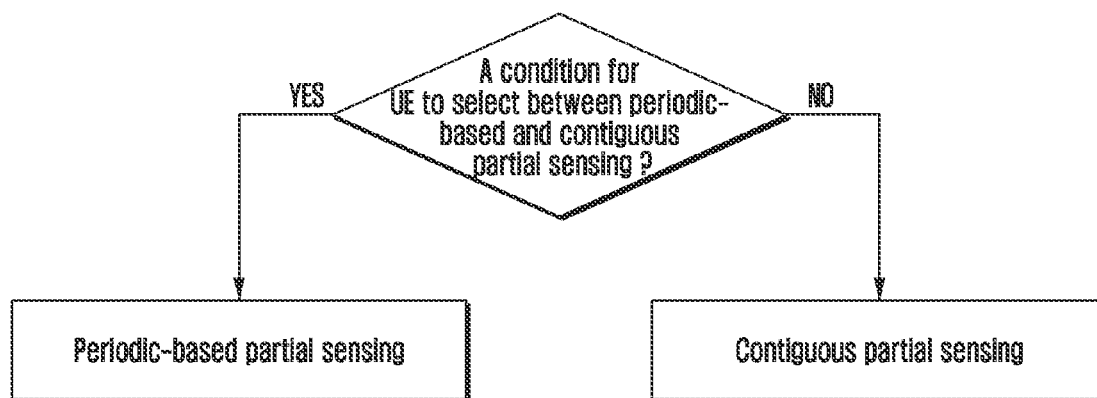 A condition for
YES
UE to select between periodic-
NO
based and contiguous
partial sensing ?
Periodic-based partial sensing
Contiguous partial sensing